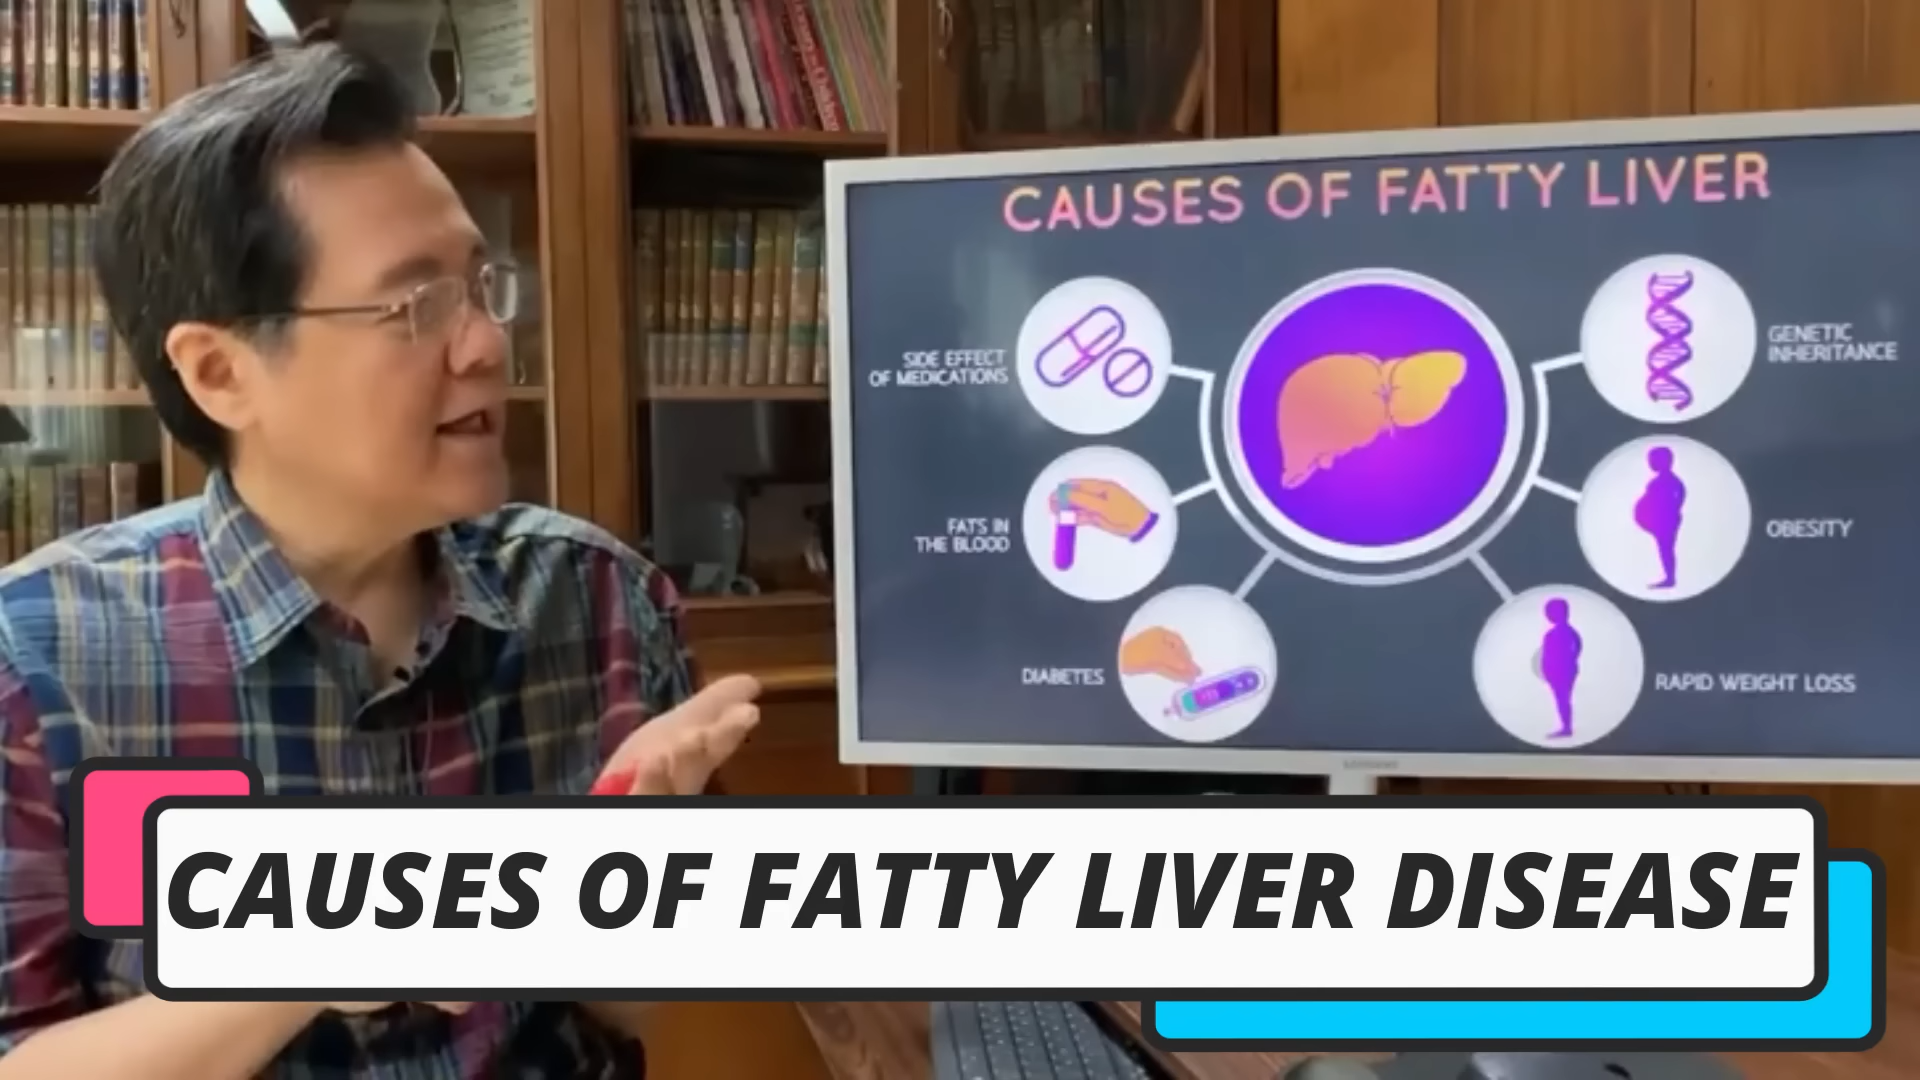 CAUSES OF FATTY LIVER
SIDE EFFECT
OF MEDICATIONS
GENETIC
INHERITANCE
FATS IN
THE BLOOD
OBESITY
DIABETES
RAPID WEIGHT LOSS
CAUSES OF FATTY LIVER DISEASE